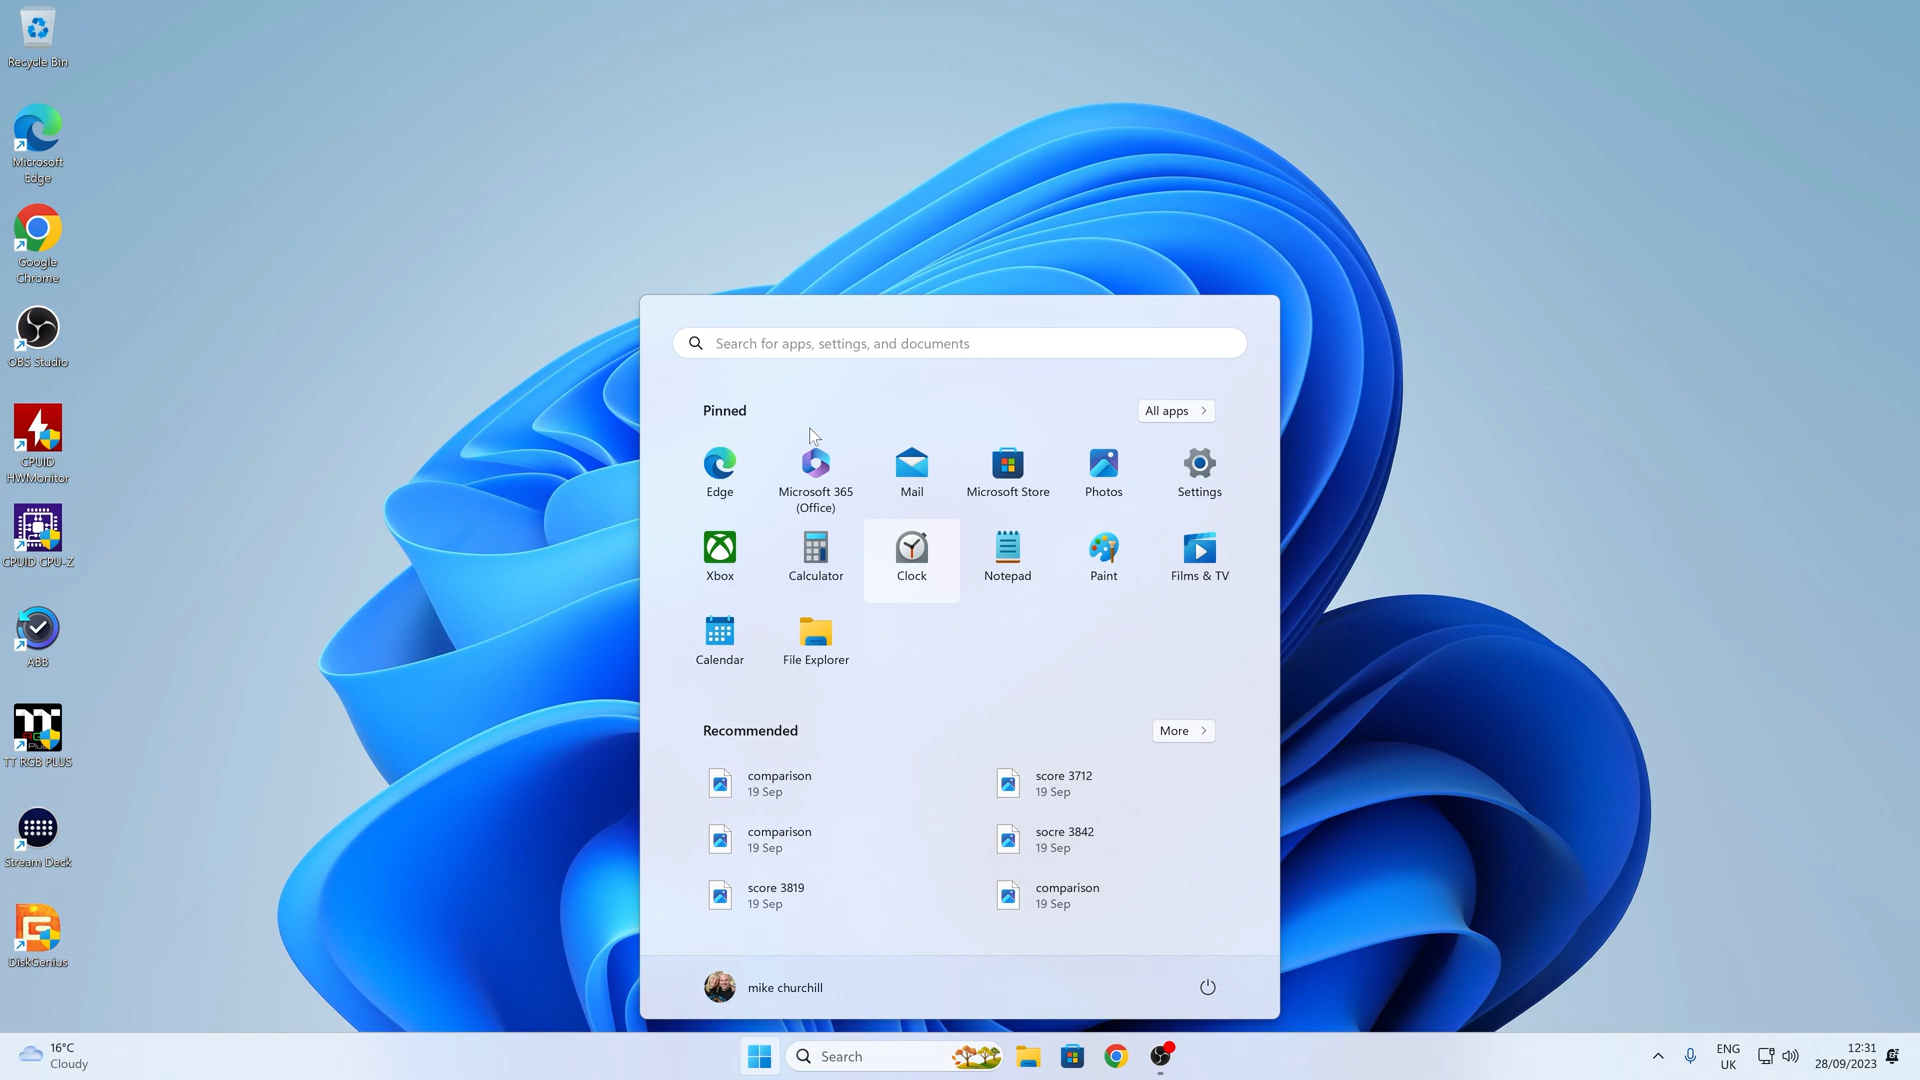 Recycle Bin
Microsoft
Edge
Google
Chrome
OBS Studio
CPUID
HWMonitor
CPUID CPU-Z
ABB
TT RGB PLUS
Stream Deck
DiskGenius
Search for apps, settings, and documents
Pinned
All apps
Edge
Microsoft 365
(Office)
Mail
Microsoft Store
Photos
Settings
Xbox
Calculator
Clock
Notepad
Paint
Films & TV
Calendar
File Explorer
Recommended
More
comparison
19 Sep
score 3712
19 Sep
comparison
19 Sep
socre 3842
19 Sep
score 3819
19 Sep
comparison
19 Sep
mike churchill
16°C
Cloudy
Search
ENG
UK
12:31
28/09/2023